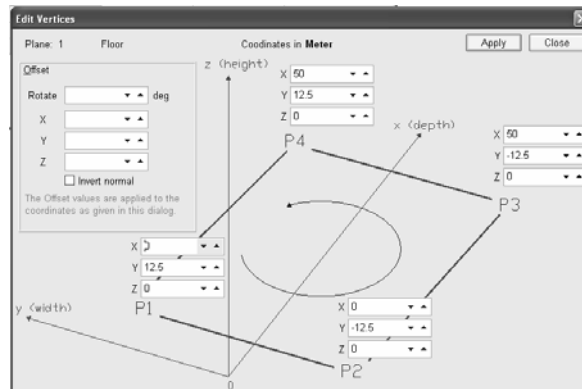 Edit Vertices
Plane: 1 Floor Coodinates in Meter Apply Close
Offset
Rotate deg
X
Y
Z
Invert normal
The Offset values are applied to the
coordinates as given in this dialog.
z (height)
X 50
Y 12.5
Z 0
P4
x (depth)
X 50
Y -12.5
Z 0
P3
X
Y 12.5
Z 0
P1
y (width)
X 0
Y -12.5
Z 0
P2
0